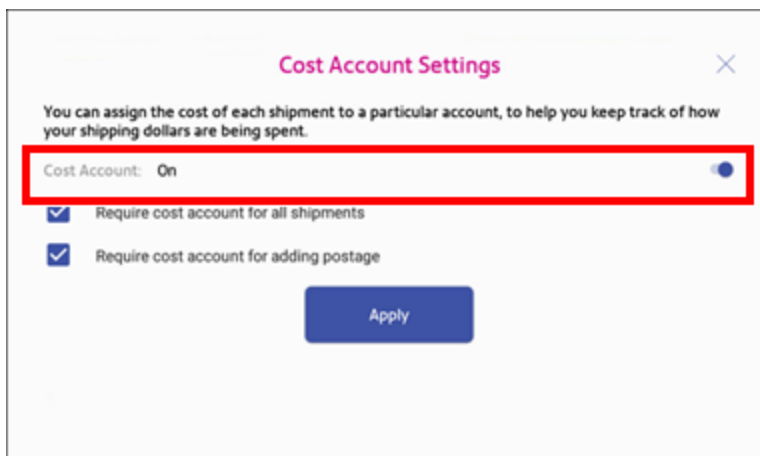 Cost Account Settings
You can assign the cost of each shipment to a particular account, to help you keep track of how
your shipping dollars are being spent.
Cost Account: On
Require cost account for all shipments
Require cost account for adding postage
Apply